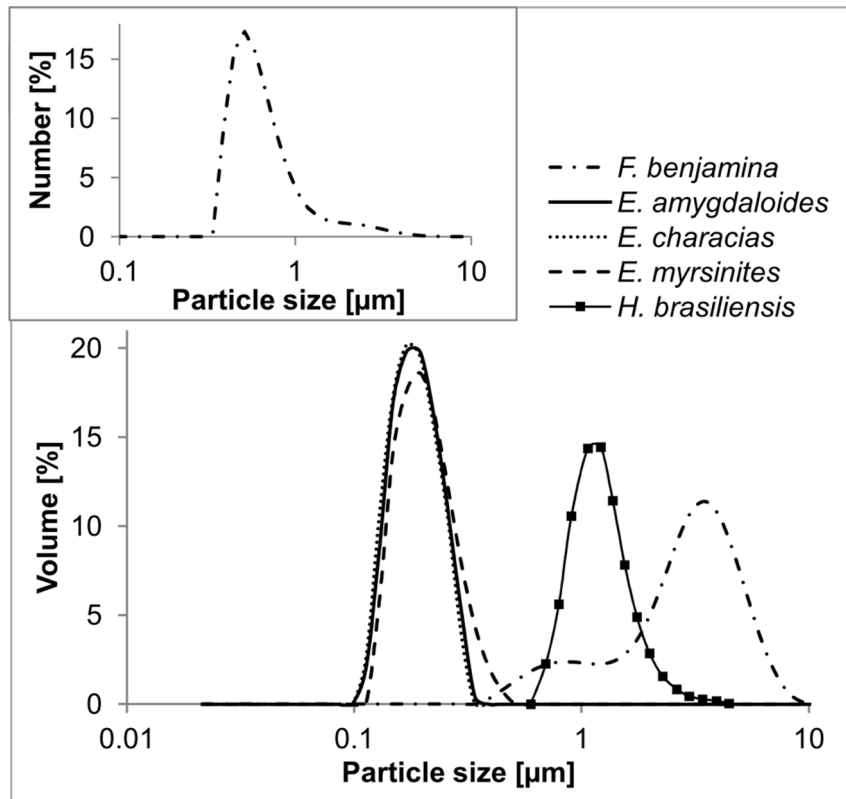 Number [%]
15
10
5
0
0.1 1 10
Particle size [µm]
F. benjamina
E. amygdaloides
E. characias
E. myrsinites
H. brasiliensis
Volume [%]
20
15
10
5
0
0.01 0.1 1 10
Particle size [µm]